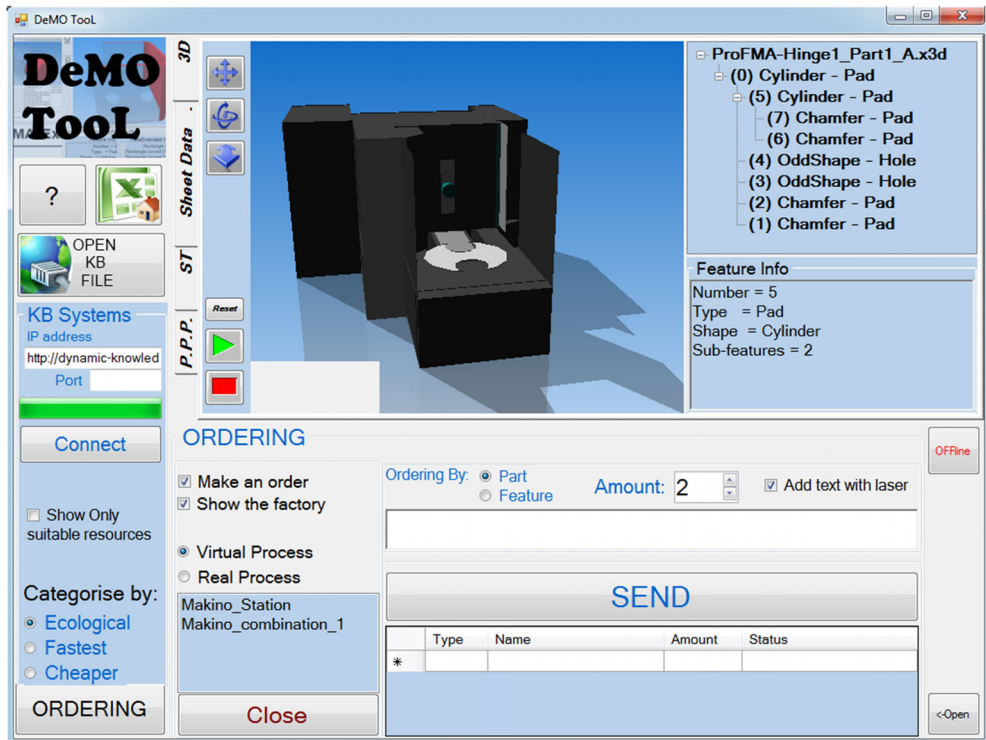 DeMO TooL
DeMO
TooL
?
OPEN
KB
FILE
KB Systems
IP address
http://dynamic-knowled
Port
Connect
Show Only
suitable resources
Categorise by:
Ecological
Fastest
Cheaper
ORDERING
3D
Sheet Data
ST
P.P.P.
Reset
ProFMA-Hinge1_Part1_A.x3d
(0) Cylinder - Pad
(5) Cylinder - Pad
(7) Chamfer - Pad
(6) Chamfer - Pad
(4) OddShape - Hole
(3) OddShape - Hole
(2) Chamfer - Pad
(1) Chamfer - Pad
Feature Info
Number = 5
Type = Pad
Shape = Cylinder
Sub-features = 2
ORDERING
Make an order
Show the factory
Virtual Process
Real Process
Makino_Station
Makino_combination_1
Close
Ordering By:
Part
Feature
Amount: 2
Add text with laser
SEND
Type Name Amount Status
*
OFFline
<-Open